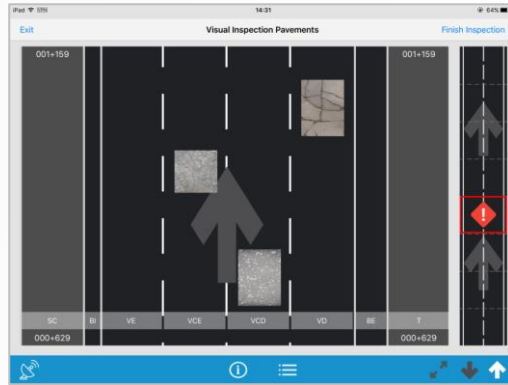 iPad
14:31
64%
Exit
Visual Inspection Pavements
Finish Inspection
001+159
001+159
SC
BI
VE
VCE
VCD
VD
BE
T
000+629
000+629